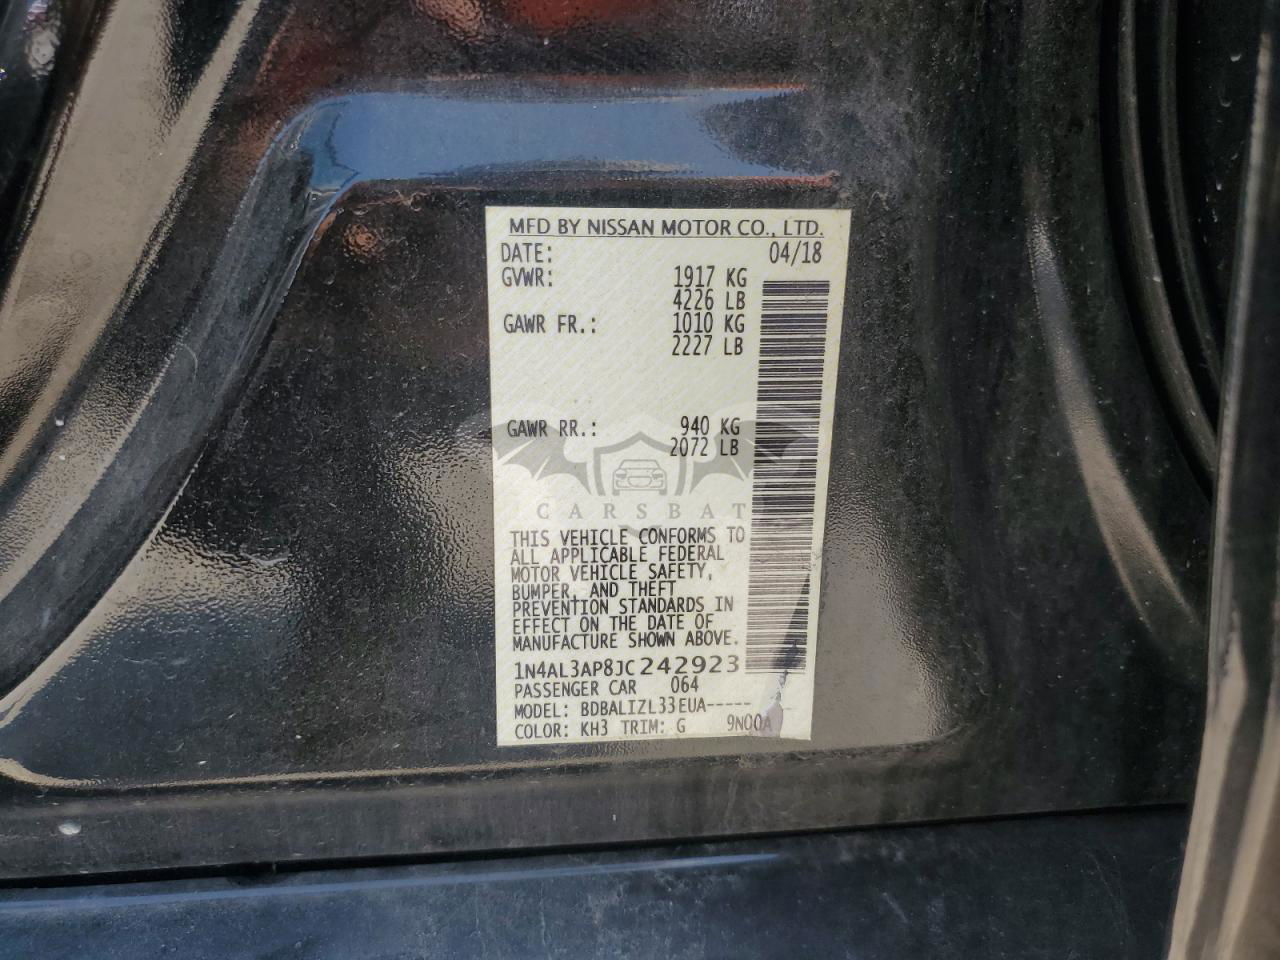 MFD BY NISSAN MOTOR CO., LTD.
DATE: 04/18
GVWR: 1917 KG
4226 LB
GAWR FR.: 1010 KG
2227 LB
GAWR RR.: 940 KG
2072 LB
CARSBAT
THIS VEHICLE CONFORMS TO
ALL APPLICABLE FEDERAL
MOTOR VEHICLE SAFETY,
BUMPER, AND THEFT
PREVENTION STANDARDS IN
EFFECT ON THE DATE OF
MANUFACTURE SHOWN ABOVE.
1N4AL3AP8JC242923
PASSENGER CAR 064
MODEL: BDBALIZL33EUA-----
COLOR: KH3 TRIM: G 9N00A